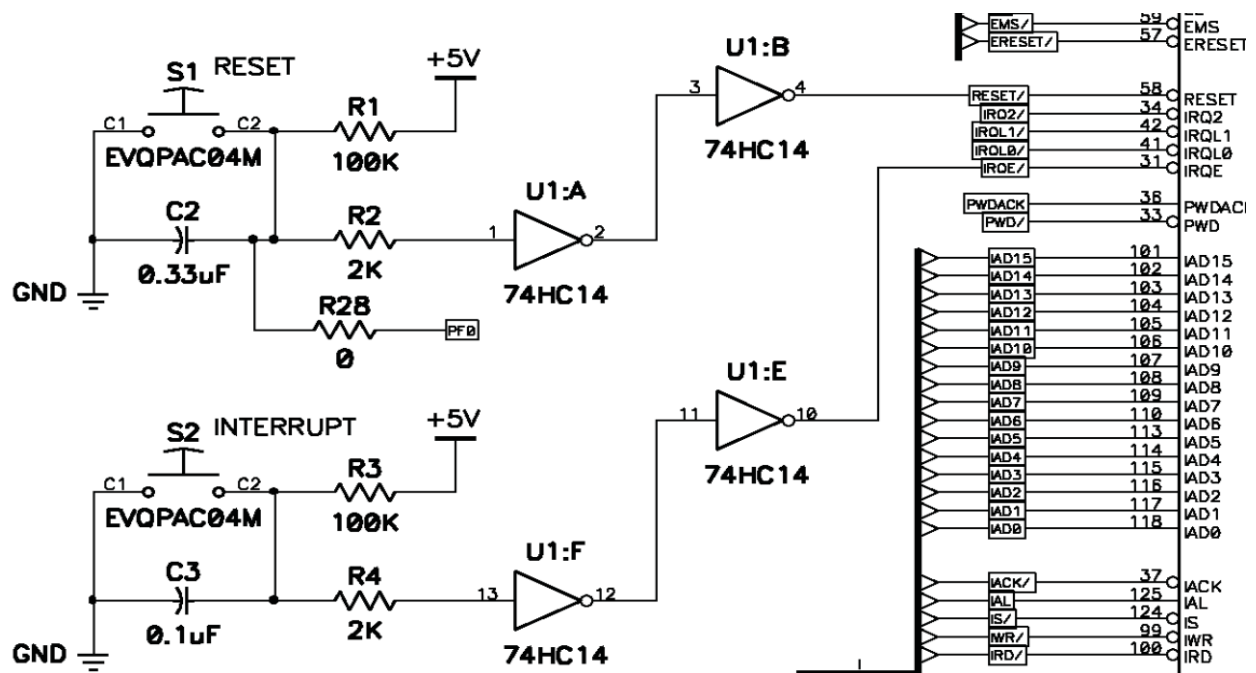 S1 RESET
+5V
C1 C2
R1
EVQPAC04M
100K
C2
0.33uF
R2
2K
R28
0
PF0
GND
U1:A
1 2
74HC14
U1:B
3 4
74HC14
S2 INTERRUPT
+5V
C1 C2
R3
EVQPAC04M
100K
C3
0.1uF
R4
2K
GND
U1:F
13 12
74HC14
U1:E
11 10
74HC14
EMS/ 59 EMS
ERESET/ 57 ERESET
RESET/ 58 RESET
IRQ2/ 34 IRQ2
IRQL1/ 42 IRQL1
IRQL0/ 41 IRQL0
IRQE/ 31 IRQE
PWDACK 36 PWDACK
PWD/ 33 PWD
IAD15 101 IAD15
IAD14 102 IAD14
IAD13 103 IAD13
IAD12 104 IAD12
IAD11 105 IAD11
IAD10 106 IAD10
IAD9 107 IAD9
IAD8 108 IAD8
IAD7 109 IAD7
IAD6 110 IAD6
IAD5 113 IAD5
IAD4 114 IAD4
IAD3 115 IAD3
IAD2 116 IAD2
IAD1 117 IAD1
IAD0 118 IAD0
IACK/ 37 IACK
IAL 125 IAL
IS/ 124 IS
IWR/ 99 IWR
IRD/ 100 IRD